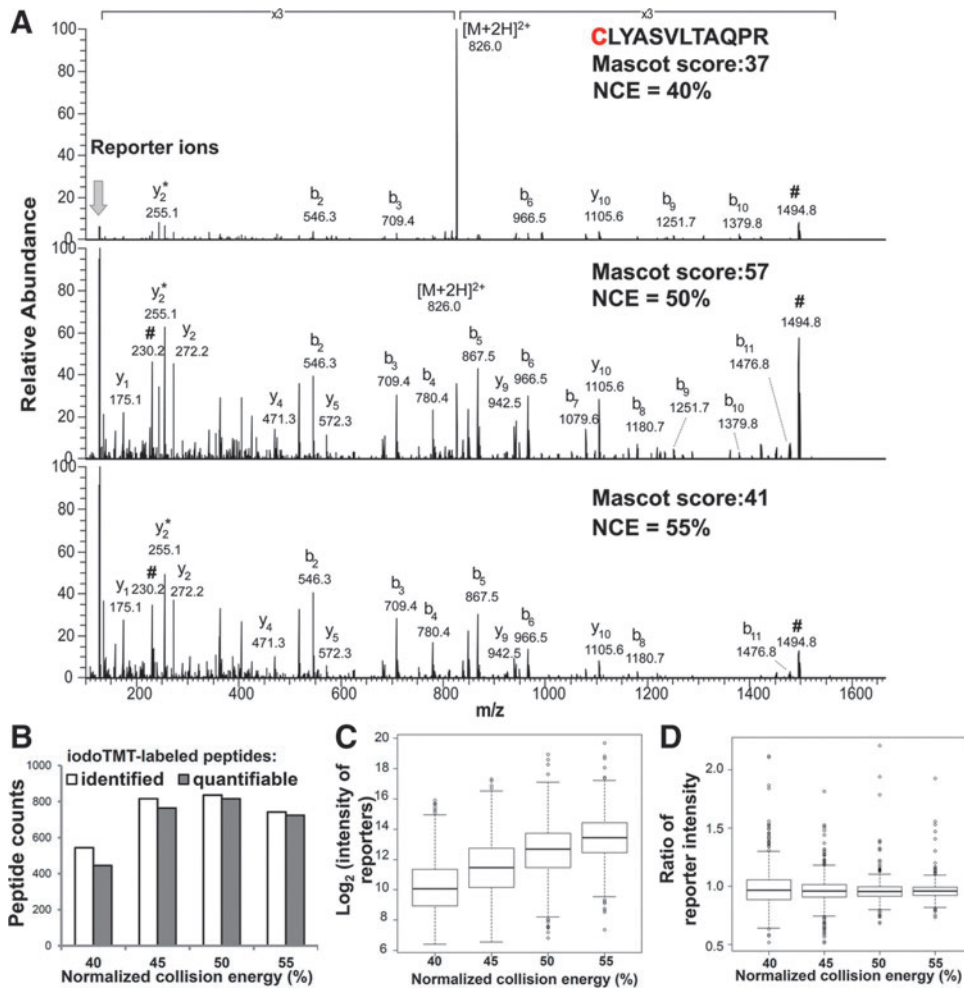 A
x3
x3
[M+2H]2+
826.0
CLYASVLTAQPR
Mascot score:37
NCE = 40%
Reporter ions
Relative Abundance
100
80
60
40
20
0
y2*
255.1
b2
546.3
b3
709.4
b6
966.5
y10
1105.6
b9
1251.7
b10
1379.8
#
1494.8
100
80
60
40
20
0
Mascot score:57
NCE = 50%
[M+2H]2+
826.0
y2*
255.1
#
230.2
y2
272.2
y1
175.1
y4
471.3
b2
546.3
y5
572.3
b3
709.4
b4
780.4
b5
867.5
y9
942.5
b6
966.5
b7
1079.6
y10
1105.6
b8
1180.7
b9
1251.7
b10
1379.8
b11
1476.8
#
1494.8
100
80
60
40
20
0
Mascot score:41
NCE = 55%
y2*
255.1
y1
175.1
#
230.2
y2
272.2
y4
471.3
b2
546.3
y5
572.3
b3
709.4
b4
780.4
b5
867.5
y9
942.5
b6
966.5
y10
1105.6
b8
1180.7
b11
1476.8
#
1494.8
200 400 600 800 1000 1200 1400 1600
m/z
B
iodoTMT-labeled peptides:
identified quantifiable
Peptide counts
1000
800
600
400
200
0
40 45 50 55
Normalized collision energy (%)
C
Log2 (intensity of
reporters)
20
18
16
14
12
10
8
6
40 45 50 55
Normalized collision energy (%)
D
Ratio of
reporter intensity
2.0
1.5
1.0
0.5
40 45 50 55
Normalized collision energy (%)